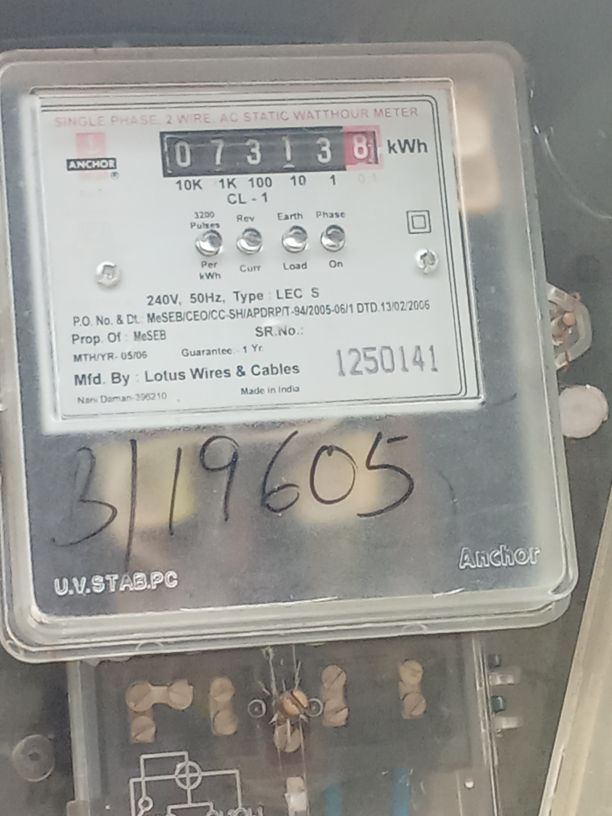 SINGLE PHASE, 2 WIRE, AC STATIC WATTHOUR METER
ANCHOR ®
0 7 3 1 3 8 kWh
10K 1K 100 10 1 0.1
CL - 1
3200 Pulses Rev Earth Phase
Per kWh Curr Load On
240V, 50Hz, Type : LEC S
P.O. No. & Dt.: MeSEB/CEO/CC-SH/APDRP/T-94/2005-06/1 DTD.13/02/2006
Prop. Of : MeSEB SR.No.:
MTH/YR- 05/06 Guarantee - 1 Yr. 1250141
Mfd. By : Lotus Wires & Cables
Nani Daman-396210 Made in India
3/19605
Anchor
U.V.STAB.PC